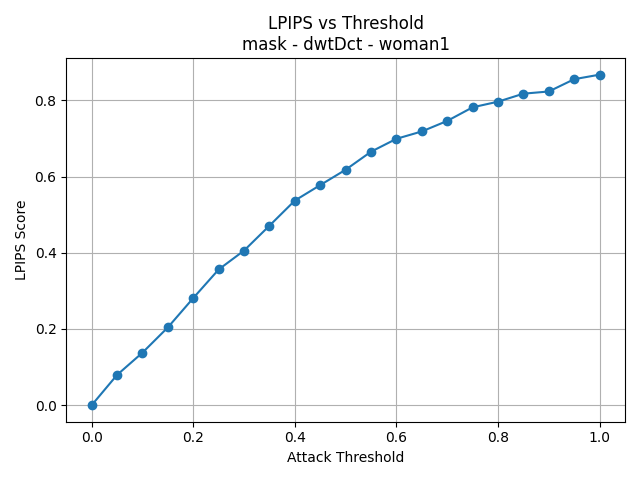 LPIPS vs Threshold
mask - dwtDct - woman1
LPIPS Score
0.8
0.6
0.4
0.2
0.0
0.0 0.2 0.4 0.6 0.8 1.0
Attack Threshold